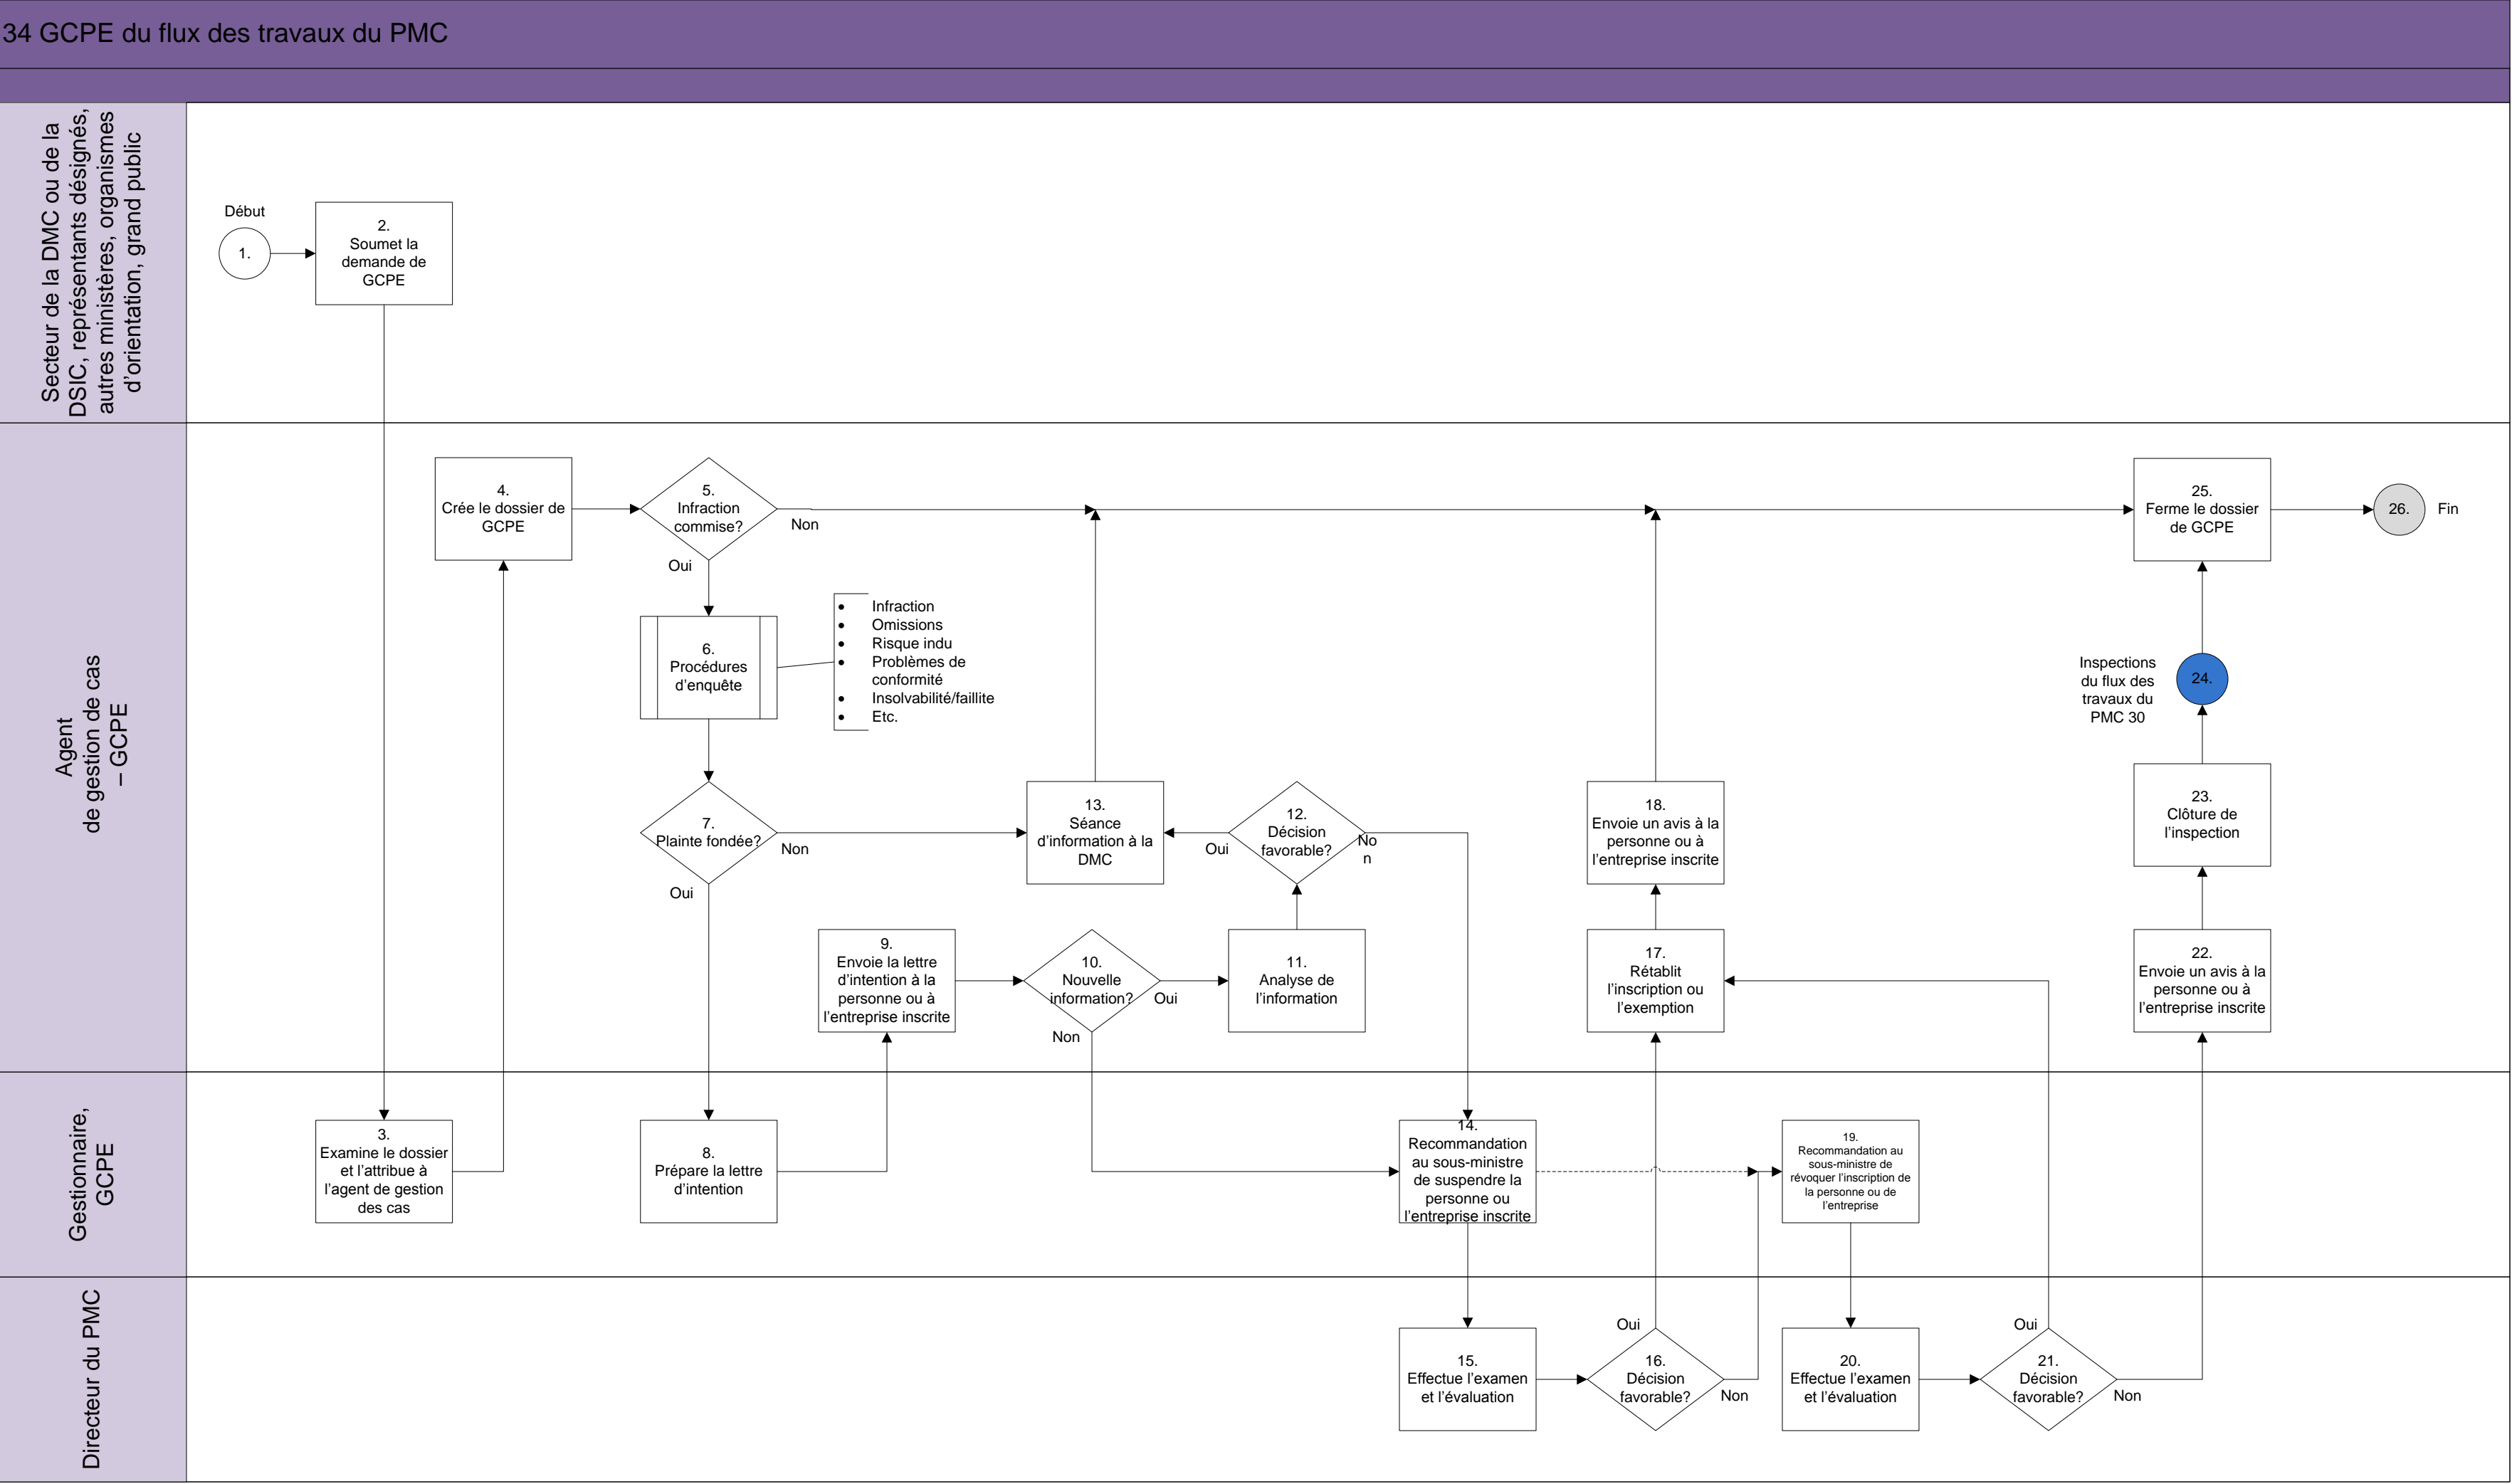 34 GCPE du flux des travaux du PMC
Secteur de la DMC ou de la
DSIC, représentants désignés,
autres ministères, organismes
d’orientation, grand public
Début
1.
2.
Soumet la
demande de
GCPE
Agent
de gestion de cas
– GCPE
4.
Crée le dossier de
GCPE
5.
Infraction
commise?
Non
Oui
25.
Ferme le dossier
de GCPE
26.
Fin
6.
Procédures
d’enquête
• Infraction
• Omissions
• Risque indu
• Problèmes de
conformité
• Insolvabilité/faillite
• Etc.
Inspections
du flux des
travaux du
PMC 30
24.
7.
Plainte fondée?
Non
Oui
13.
Séance
d’information à la
DMC
12.
Décision
favorable?
Oui
No
n
18.
Envoie un avis à la
personne ou à
l’entreprise inscrite
23.
Clôture de
l’inspection
9.
Envoie la lettre
d’intention à la
personne ou à
l’entreprise inscrite
10.
Nouvelle
information?
Oui
Non
11.
Analyse de
l’information
17.
Rétablit
l’inscription ou
l’exemption
22.
Envoie un avis à la
personne ou à
l’entreprise inscrite
Gestionnaire,
GCPE
3.
Examine le dossier
et l’attribue à
l’agent de gestion
des cas
8.
Prépare la lettre
d’intention
14.
Recommandation
au sous-ministre
de suspendre la
personne ou
l’entreprise inscrite
19.
Recommandation au
sous-ministre de
révoquer l’inscription de
la personne ou de
l’entreprise
Directeur du PMC
15.
Effectue l’examen
et l’évaluation
16.
Décision
favorable?
Oui
Non
20.
Effectue l’examen
et l’évaluation
21.
Décision
favorable?
Oui
Non